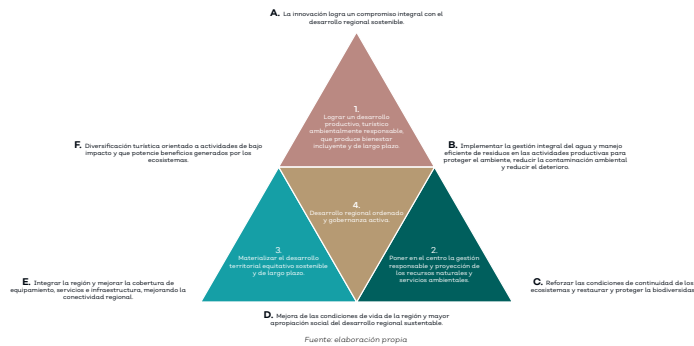 A. La innovación logra un compromiso integral con el
desarrollo regional sostenible.
1.
Lograr un desarrollo
productivo, turístico
ambientalmente responsable,
que produce bienestar
incluyente y de largo plazo.
F. Diversificación turística orientado a actividades de bajo
impacto y que potencie beneficios generados por los
ecosistemas.
B. Implementar la gestión integral del agua y manejo
eficiente de residuos en las actividades productivas para
proteger el ambiente, reducir la contaminación ambiental
y reducir el deterioro.
4.
Desarrollo regional ordenado
y gobernanza activa.
3.
Materializar el desarrollo
territorial equitativo sostenible
y de largo plazo.
2.
Poner en el centro la gestión
responsable y proyección de
los recursos naturales y
servicios ambientales.
E. Integrar la región y mejorar la cobertura de
equipamiento, servicios e infraestructura, mejorando la
conectividad regional.
C. Reforzar las condiciones de continuidad de los
ecosistemas y restaurar y proteger la biodiversidad
D. Mejora de las condiciones de vida de la región y mayor
apropiación social del desarrollo regional sustentable.
Fuente: elaboración propia